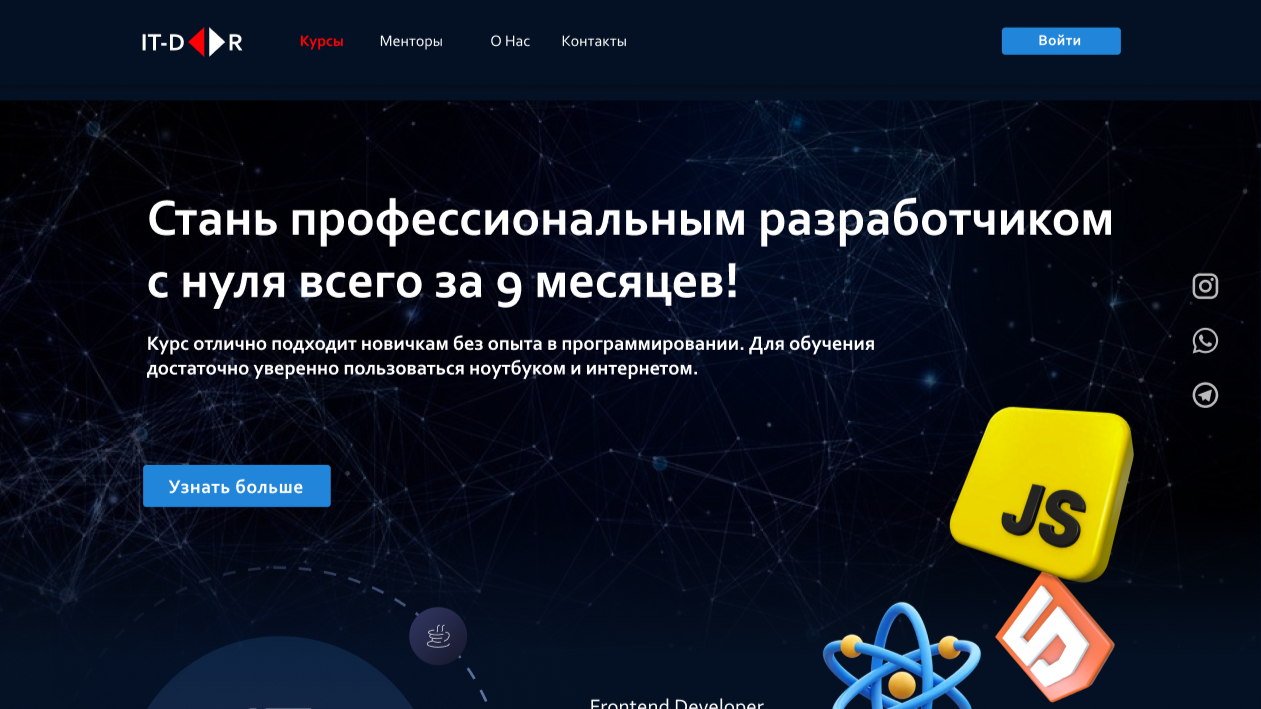 IT-D R
Курсы
Менторы
О Нас
Контакты
Войти
Стань профессиональным разработчиком
с нуля всего за 9 месяцев!
Курс отлично подходит новичкам без опыта в программировании. Для обучения
достаточно уверенно пользоваться ноутбуком и интернетом.
Узнать больше
JS
5
Frontend Developer